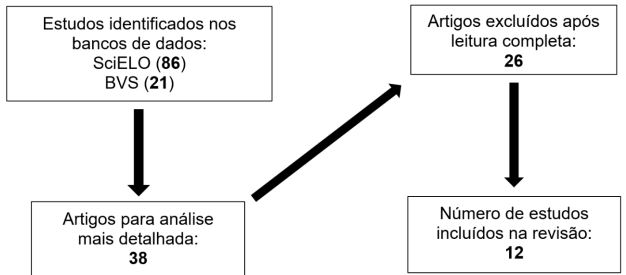 Estudos identificados nos
bancos de dados:
SciELO (86)
BVS (21)
Artigos para análise
mais detalhada:
38
Artigos excluídos após
leitura completa:
26
Número de estudos
incluídos na revisão:
12